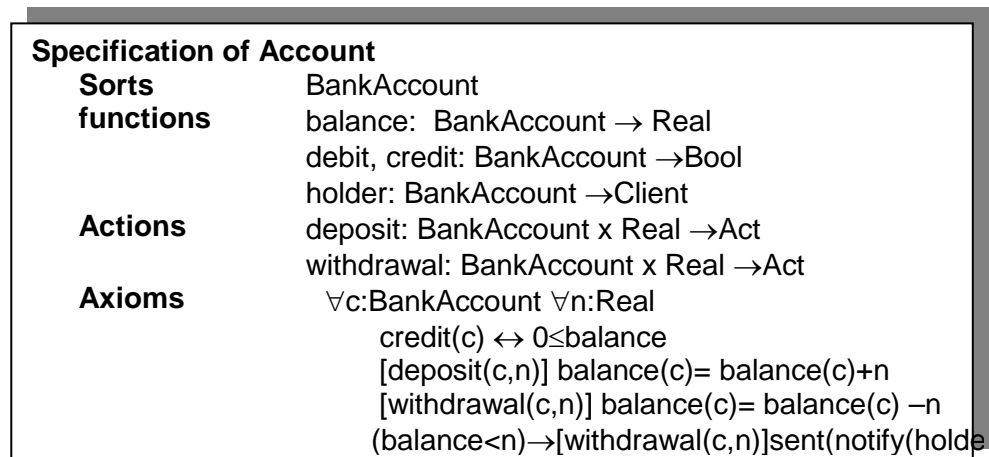 Specification of Account
Sorts BankAccount
functions balance: BankAccount → Real
debit, credit: BankAccount →Bool
holder: BankAccount →Client
Actions deposit: BankAccount x Real →Act
withdrawal: BankAccount x Real →Act
Axioms ∀c:BankAccount ∀n:Real
credit(c) ↔ 0≤balance
[deposit(c,n)] balance(c)= balance(c)+n
[withdrawal(c,n)] balance(c)= balance(c) –n
(balance<n)→[withdrawal(c,n)]sent(notify(holde